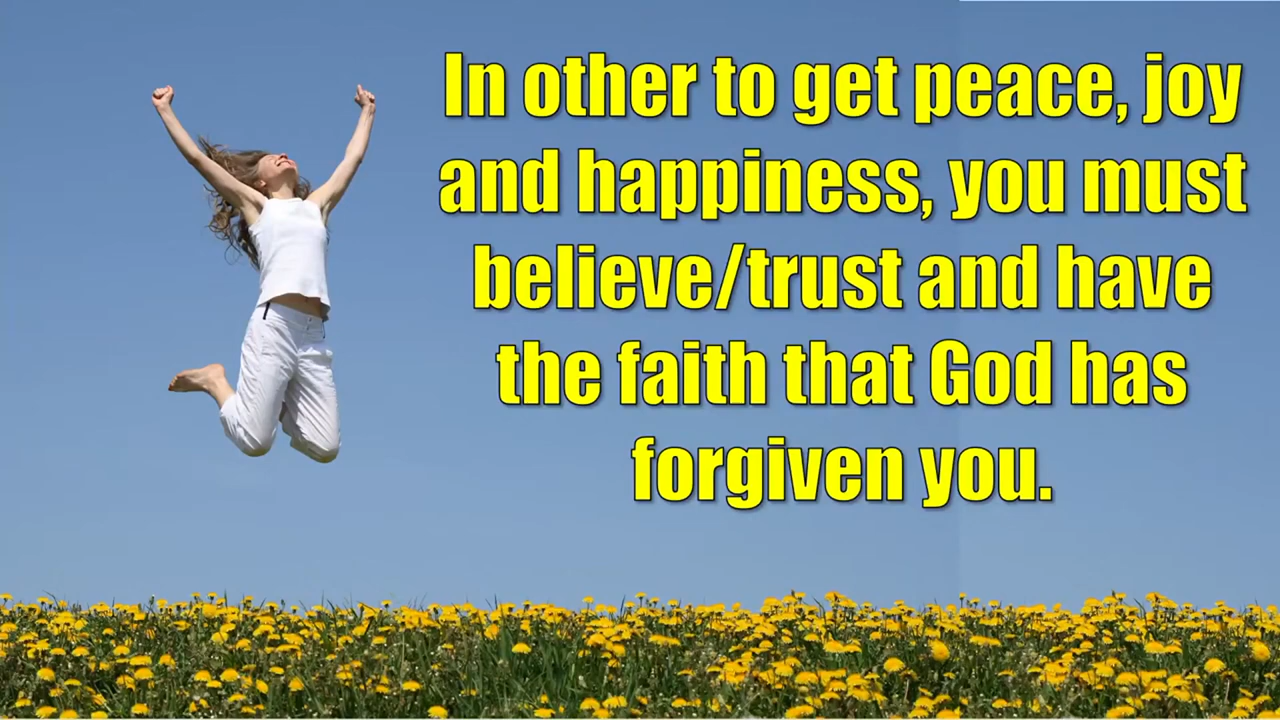 In other to get peace, joy
and happiness, you must
believe/trust and have
the faith that God has
forgiven you.